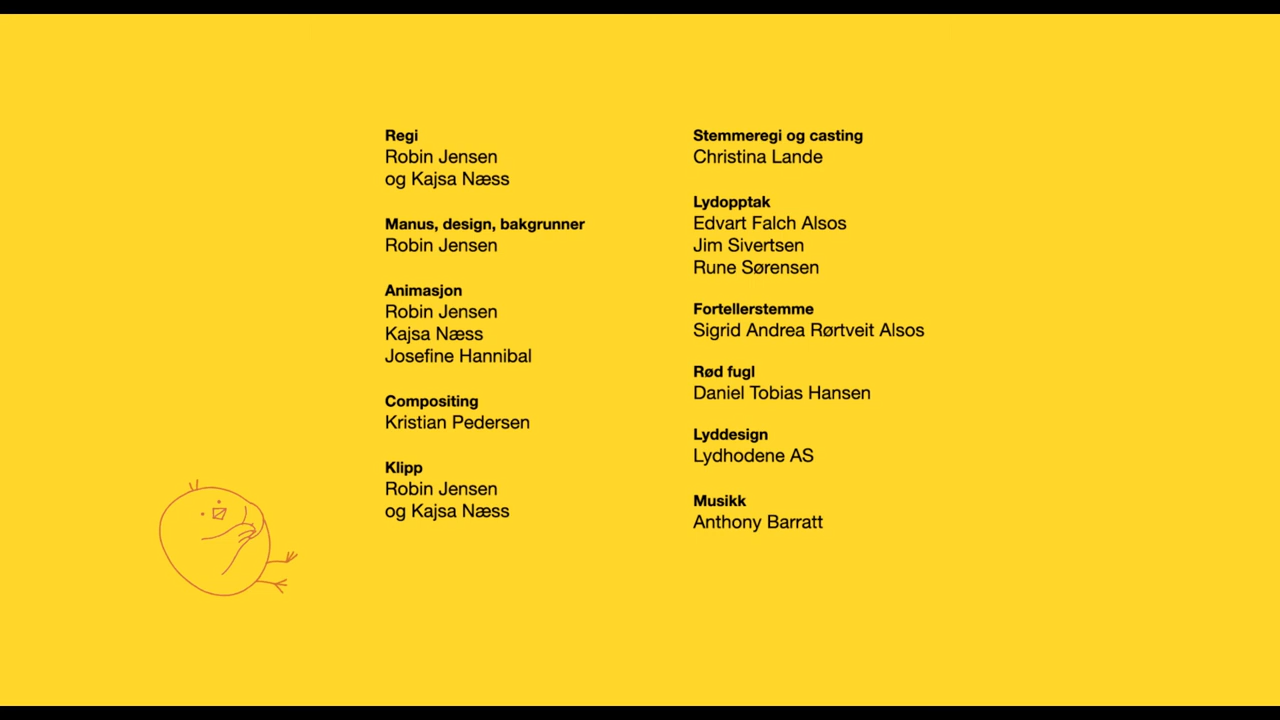 Regi
Robin Jensen
og Kajsa Næss
Manus, design, bakgrunner
Robin Jensen
Animasjon
Robin Jensen
Kajsa Næss
Josefine Hannibal
Compositing
Kristian Pedersen
Klipp
Robin Jensen
og Kajsa Næss
Stemmeregi og casting
Christina Lande
Lydopptak
Edvart Falch Alsos
Jim Sivertsen
Rune Sørensen
Fortellerstemme
Sigrid Andrea Rørtveit Alsos
Rød fugl
Daniel Tobias Hansen
Lyddesign
Lydhodene AS
Musikk
Anthony Barratt